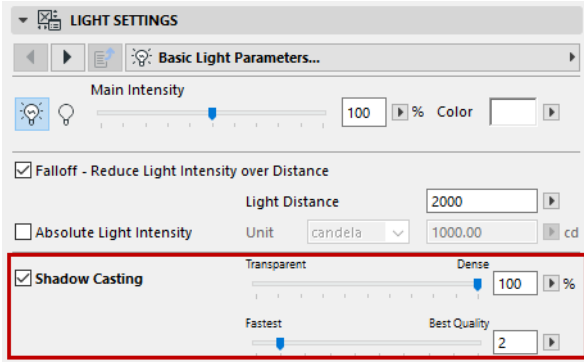 LIGHT SETTINGS
Basic Light Parameters...
Main Intensity
100 % Color
Falloff - Reduce Light Intensity over Distance
Light Distance 2000
Absolute Light Intensity Unit candela 1000.00 cd
Transparent Dense
Shadow Casting 100 %
Fastest Best Quality
2